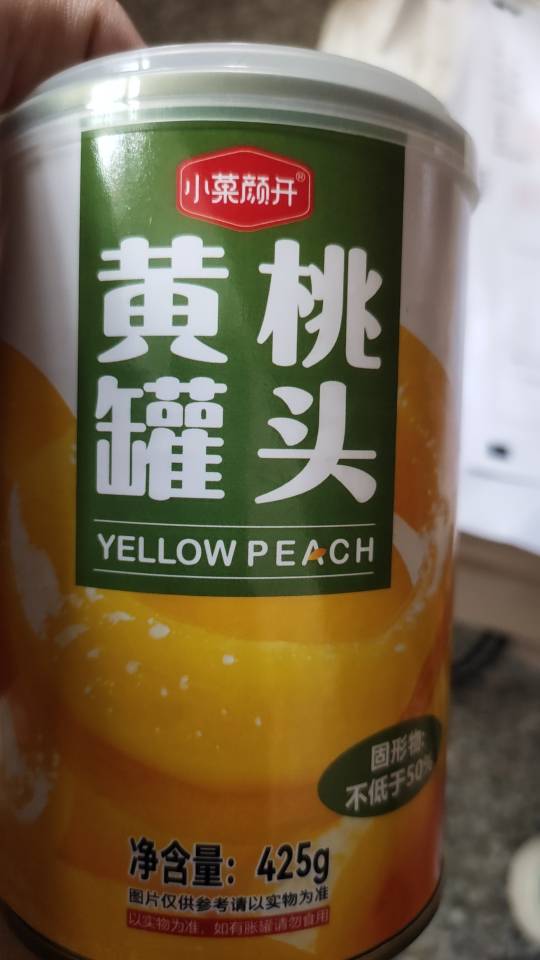 小菓颜开®
黄桃
罐头
YELLOW PEACH
固形物:
不低于50%
净含量: 425g
图片仅供参考请以实物为准
以实物为准，如有胀罐请勿食用